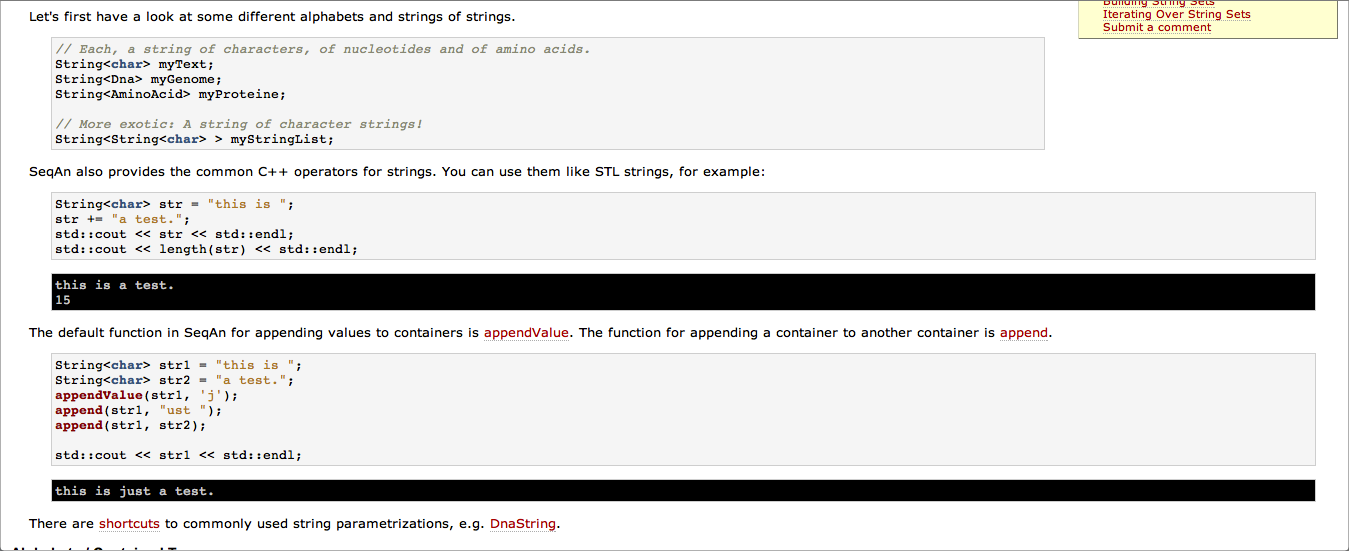 Building String Sets
Iterating Over String Sets
Submit a comment
Let's first have a look at some different alphabets and strings of strings.
// Each, a string of characters, of nucleotides and of amino acids.
String<char> myText;
String<Dna> myGenome;
String<AminoAcid> myProteine;
// More exotic: A string of character strings!
String<String<char> > myStringList;
SeqAn also provides the common C++ operators for strings. You can use them like STL strings, for example:
String<char> str = "this is ";
str += "a test.";
std::cout << str << std::endl;
std::cout << length(str) << std::endl;
this is a test.
15
The default function in SeqAn for appending values to containers is appendValue. The function for appending a container to another container is append.
String<char> str1 = "this is ";
String<char> str2 = "a test.";
appendValue(str1, 'j');
append(str1, "ust ");
append(str1, str2);
std::cout << str1 << std::endl;
this is just a test.
There are shortcuts to commonly used string parametrizations, e.g. DnaString.